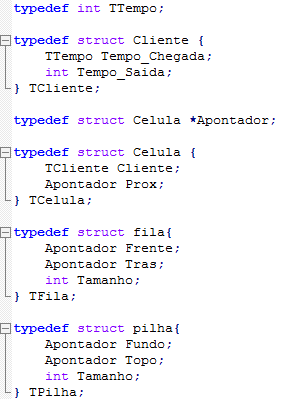 typedef int TTempo;
typedef struct Cliente {
    TTempo Tempo_Chegada;
    int Tempo_Saida;
} TCliente;
typedef struct Celula *Apontador;
typedef struct Celula {
    TCliente Cliente;
    Apontador Prox;
} TCelula;
typedef struct fila{
    Apontador Frente;
    Apontador Tras;
    int Tamanho;
} TFila;
typedef struct pilha{
    Apontador Fundo;
    Apontador Topo;
    int Tamanho;
} TPilha;